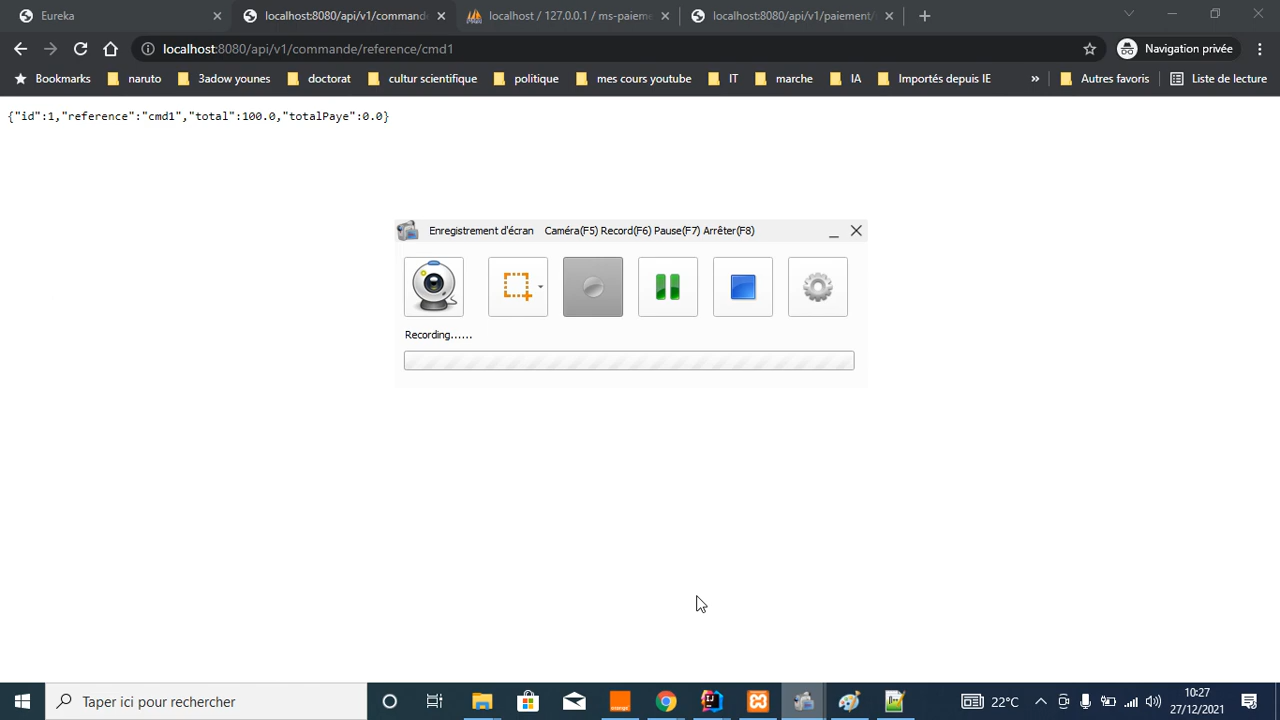 Eureka
localhost:8080/api/v1/command
localhost / 127.0.0.1 / ms-paieme
localhost:8080/api/v1/paiement/
localhost:8080/api/v1/commande/reference/cmd1
Navigation privée
Bookmarks
naruto
3adow younes
doctorat
cultur scientifique
politique
mes cours youtube
IT
marche
IA
Importés depuis IE
»
Autres favoris
Liste de lecture
{"id":1,"reference":"cmd1","total":100.0,"totalPaye":0.0}
Enregistrement d'écran Caméra(F5) Record(F6) Pause(F7) Arrêter(F8)
Recording......
Taper ici pour rechercher
orange
22°C
10:27
27/12/2021